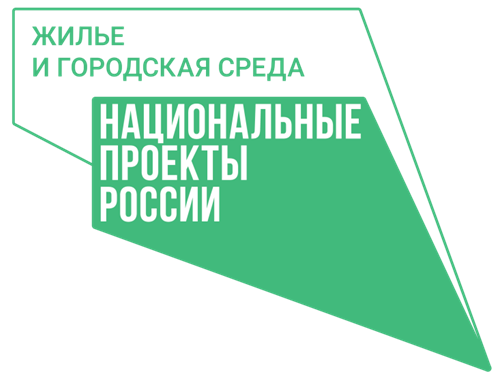 ЖИЛЬЕ
И ГОРОДСКАЯ СРЕДА
НАЦИОНАЛЬНЫЕ
ПРОЕКТЫ
РОССИИ